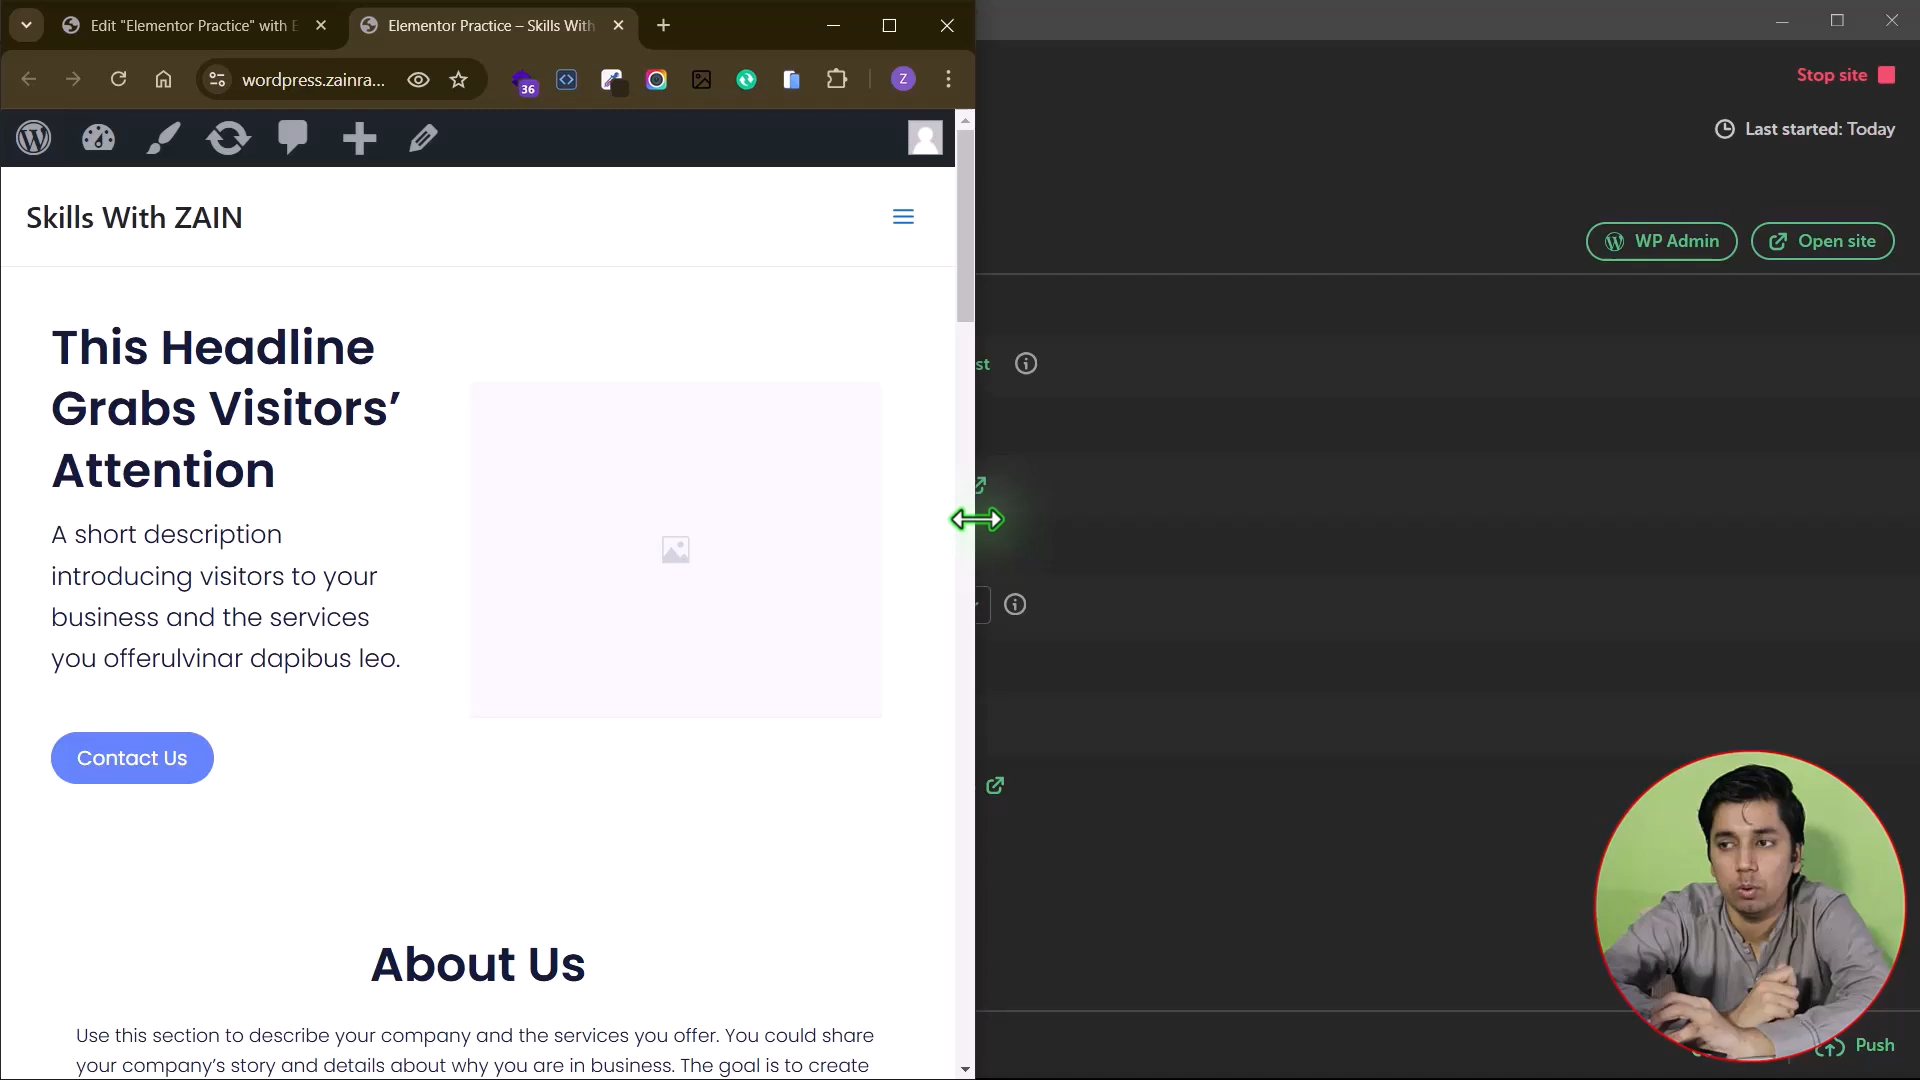 Edit "Elementor Practice" with E
Elementor Practice – Skills With
wordpress.zainra...
36
Z
Stop site
Last started: Today
WP Admin
Open site
Skills With ZAIN
This Headline
Grabs Visitors’
Attention
st
A short description
introducing visitors to your
business and the services
you offerulvinar dapibus leo.
Contact Us
About Us
Use this section to describe your company and the services you offer. You could share
your company’s story and details about why you are in business. The goal is to create
Push